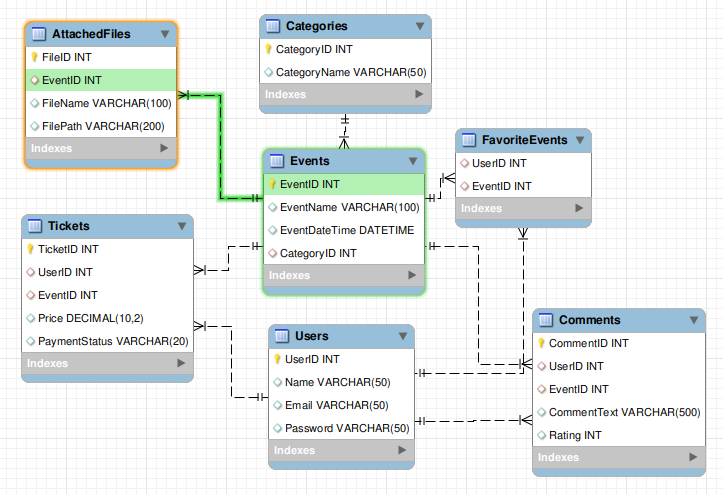 AttachedFiles
FileID INT
EventID INT
FileName VARCHAR(100)
FilePath VARCHAR(200)
Indexes
Categories
CategoryID INT
CategoryName VARCHAR(50)
Indexes
Events
EventID INT
EventName VARCHAR(100)
EventDateTime DATETIME
CategoryID INT
Indexes
FavoriteEvents
UserID INT
EventID INT
Indexes
Tickets
TicketID INT
UserID INT
EventID INT
Price DECIMAL(10,2)
PaymentStatus VARCHAR(20)
Indexes
Users
UserID INT
Name VARCHAR(50)
Email VARCHAR(50)
Password VARCHAR(50)
Indexes
Comments
CommentID INT
UserID INT
EventID INT
CommentText VARCHAR(500)
Rating INT
Indexes